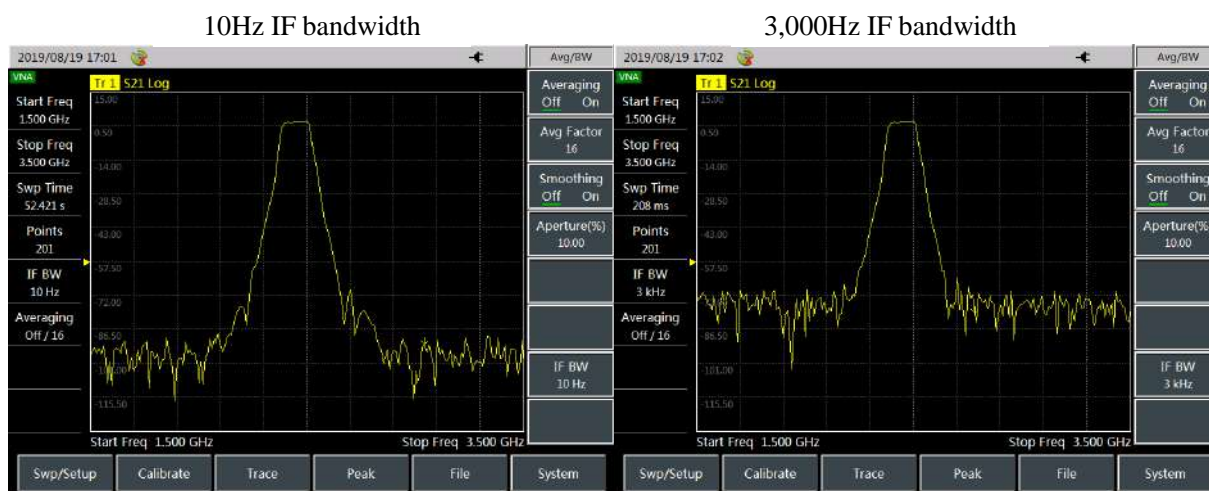 10Hz IF bandwidth
3,000Hz IF bandwidth
2019/08/19 17:01
Avg/BW
VNA
Tr 1 S21 Log
Start Freq
1.500 GHz
Stop Freq
3.500 GHz
Swp Time
52.421 s
Points
201
IF BW
10 Hz
Averaging
Off / 16
15.00
0.50
-14.00
-28.50
-43.00
-57.50
-72.00
-86.50
-101.00
-115.50
Start Freq 1.500 GHz
Stop Freq 3.500 GHz
Averaging
Off On
Avg Factor
16
Smoothing
Off On
Aperture(%)
10.00
IF BW
10 Hz
Swp/Setup
Calibrate
Trace
Peak
File
System
2019/08/19 17:02
Avg/BW
VNA
Tr 1 S21 Log
Start Freq
1.500 GHz
Stop Freq
3.500 GHz
Swp Time
208 ms
Points
201
IF BW
3 kHz
Averaging
Off / 16
15.00
0.50
-14.00
-28.50
-43.00
-57.50
-72.00
-86.50
-101.00
-115.50
Start Freq 1.500 GHz
Stop Freq 3.500 GHz
Averaging
Off On
Avg Factor
16
Smoothing
Off On
Aperture(%
10.00
IF BW
3 kHz
Swp/Setup
Calibrate
Trace
Peak
File
System